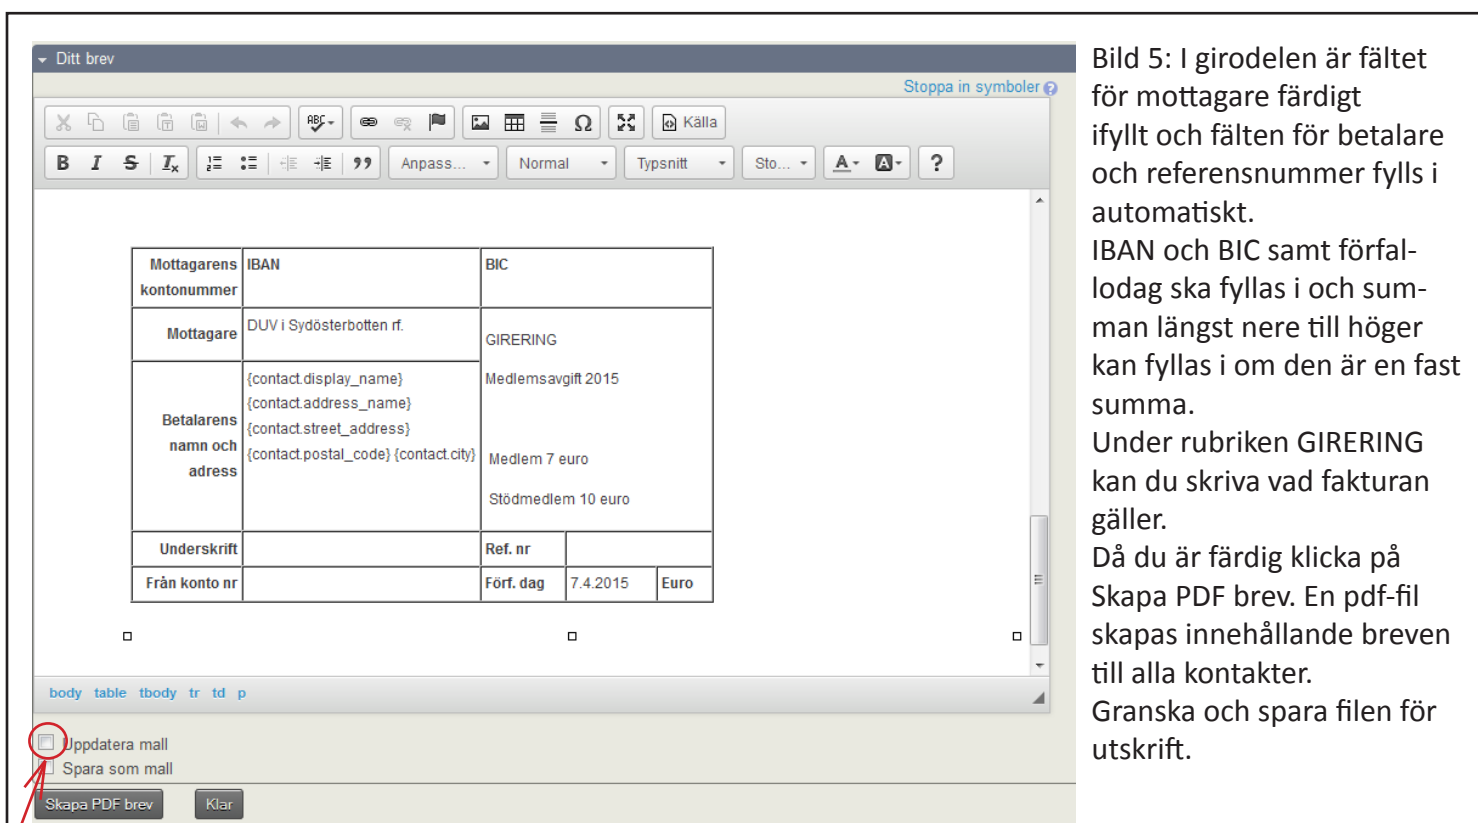 Ditt brev
Stoppa in symboler ?
ABC
Ω
Källa
B I S Ix
Anpass...
Normal
Typsnitt
Sto...
A
A
?
Mottagarens kontonummer
IBAN
BIC
Mottagare
DUV i Sydösterbotten rf.
GIRERING
Medlemsavgift 2015
Medlem 7 euro
Stödmedlem 10 euro
Betalarens namn och adress
{contact.display_name}
{contact.address_name}
{contact.street_address}
{contact.postal_code} {contact.city}
Underskrift
Ref. nr
Från konto nr
Förf. dag
7.4.2015
Euro
body table tbody tr td p
Uppdatera mall
Spara som mall
Skapa PDF brev
Klar
Bild 5: I girodelen är fältet
för mottagare färdigt
ifyllt och fälten för betalare
och referensnummer fylls i
automatiskt.
IBAN och BIC samt förfal-
lodag ska fyllas i och sum-
man längst nere till höger
kan fyllas i om den är en fast
summa.
Under rubriken GIRERING
kan du skriva vad fakturan
gäller.
Då du är färdig klicka på
Skapa PDF brev. En pdf-fil
skapas innehållande breven
till alla kontakter.
Granska och spara filen för
utskrift.